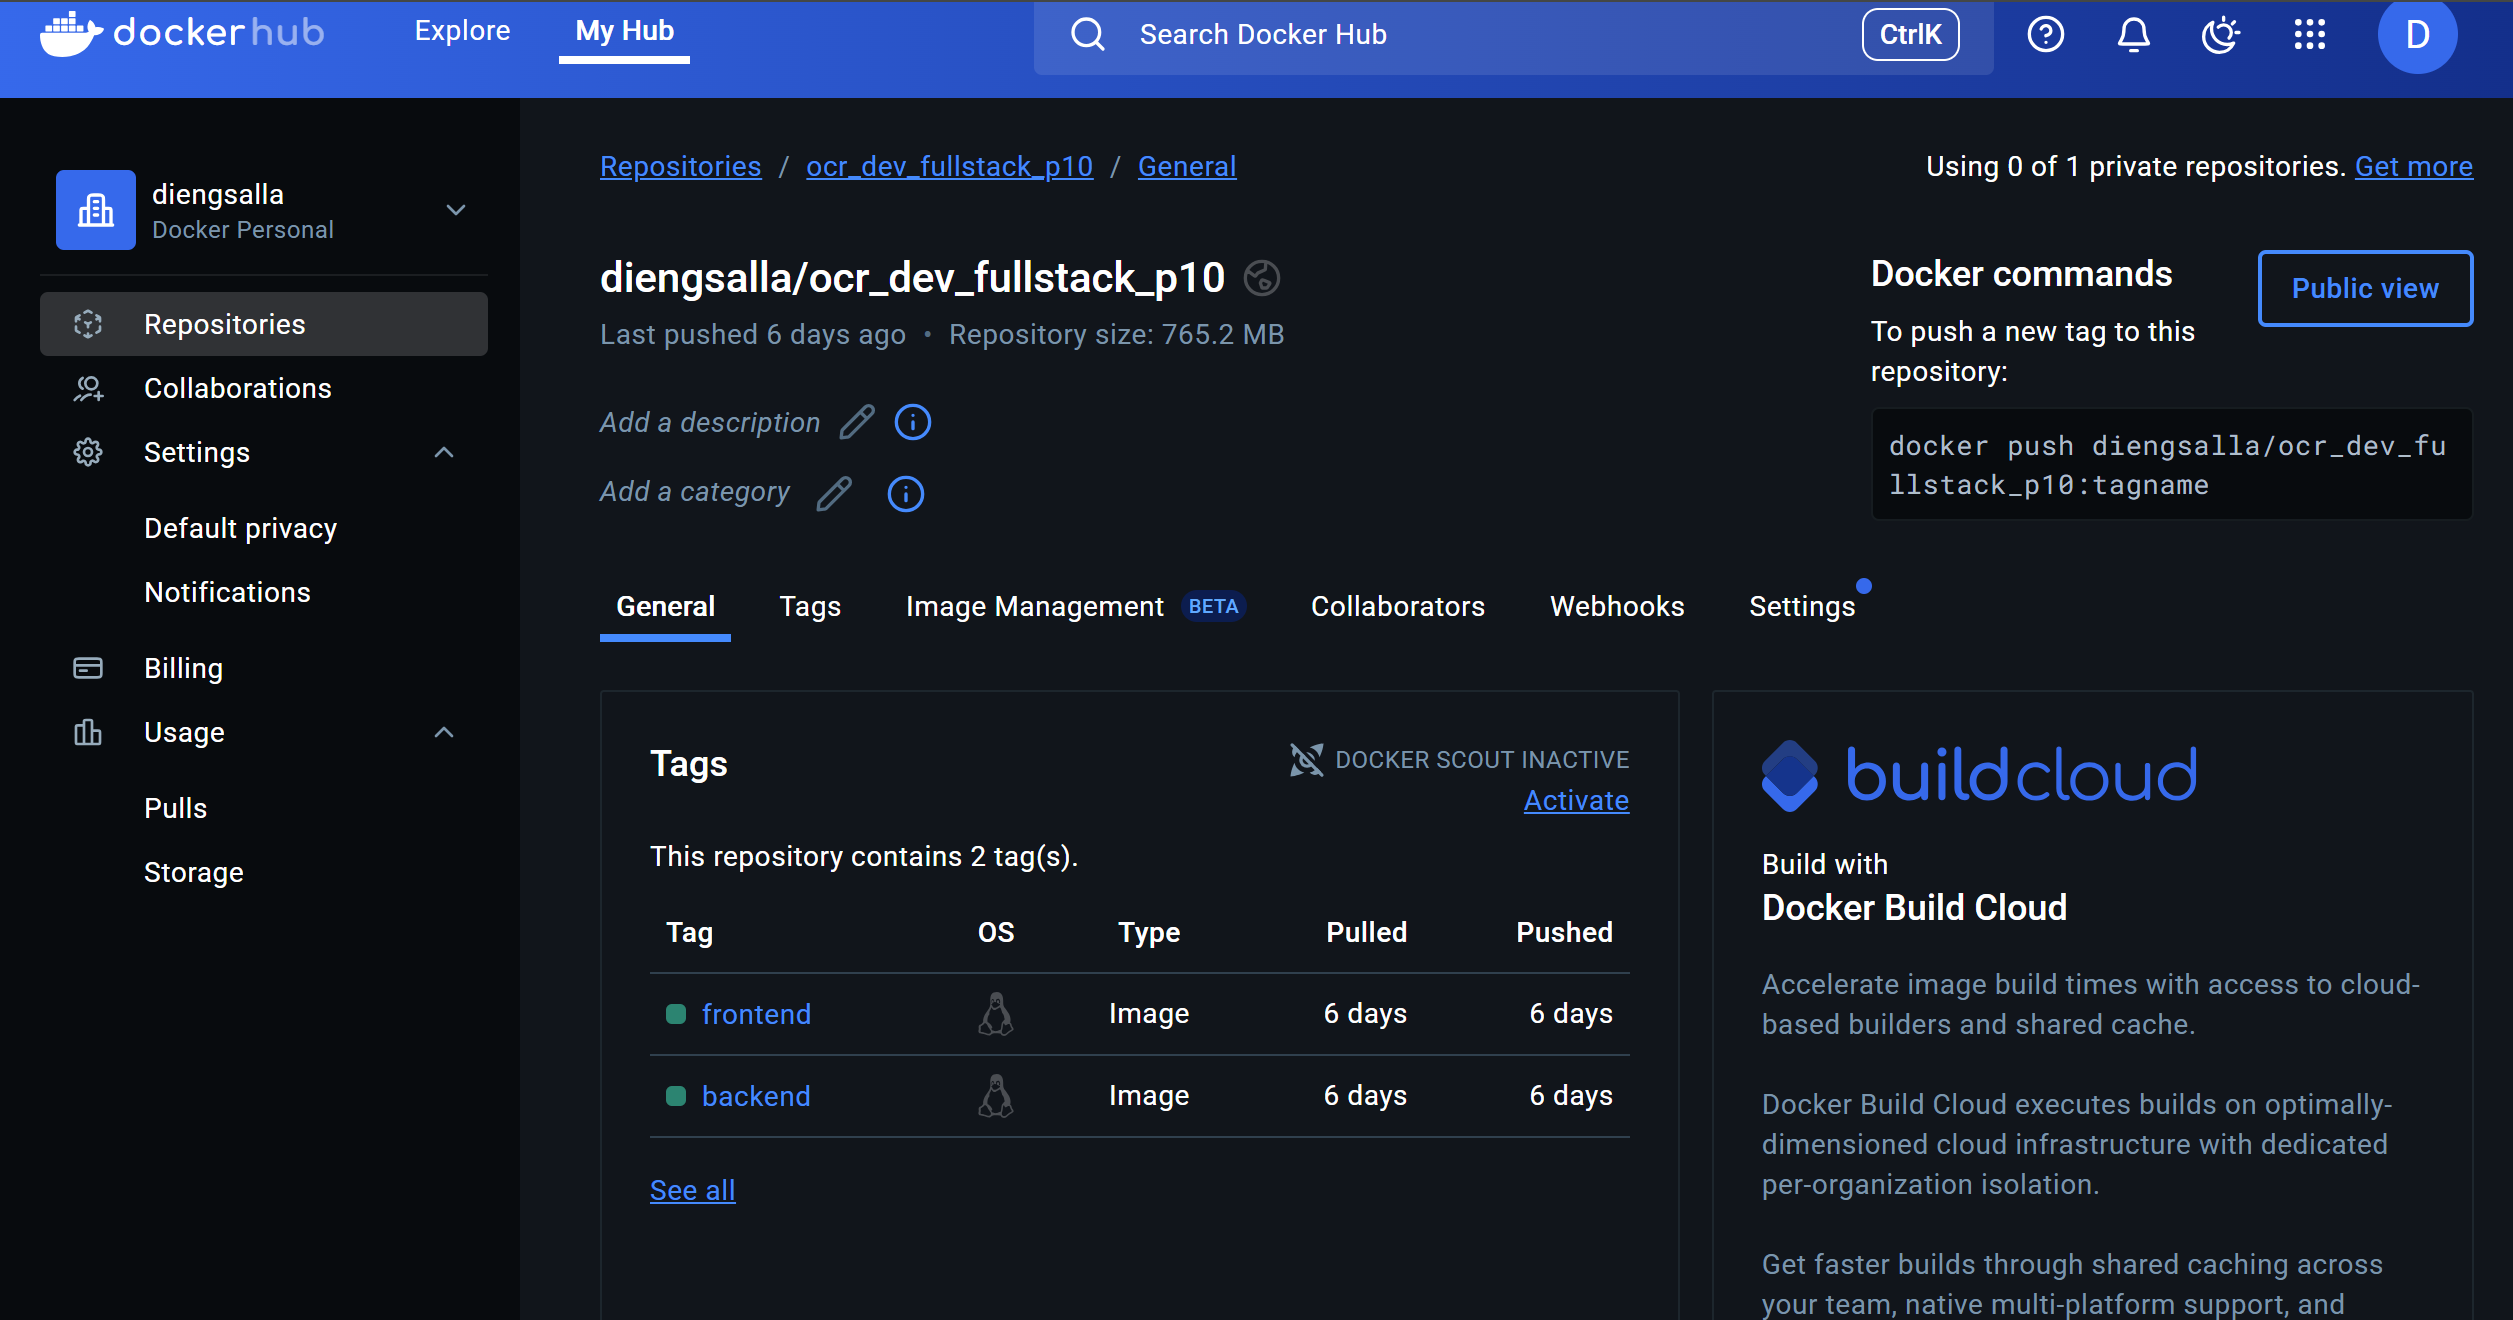 dockerhub
Explore
My Hub
Search Docker Hub
CtrlK
D
diengsalla
Docker Personal
Repositories
Collaborations
Settings
Default privacy
Notifications
Billing
Usage
Pulls
Storage
Repositories / ocr_dev_fullstack_p10 / General
Using 0 of 1 private repositories. Get more
diengsalla/ocr_dev_fullstack_p10
Last pushed 6 days ago • Repository size: 765.2 MB
Add a description
Add a category
Docker commands
Public view
To push a new tag to this
repository:
docker push diengsalla/ocr_dev_fu
llstack_p10:tagname
General
Tags
Image Management BETA
Collaborators
Webhooks
Settings
Tags
DOCKER SCOUT INACTIVE
Activate
This repository contains 2 tag(s).
Tag OS Type Pulled Pushed
frontend Image 6 days 6 days
backend Image 6 days 6 days
See all
buildcloud
Build with
Docker Build Cloud
Accelerate image build times with access to cloud-
based builders and shared cache.
Docker Build Cloud executes builds on optimally-
dimensioned cloud infrastructure with dedicated
per-organization isolation.
Get faster builds through shared caching across
your team, native multi-platform support, and